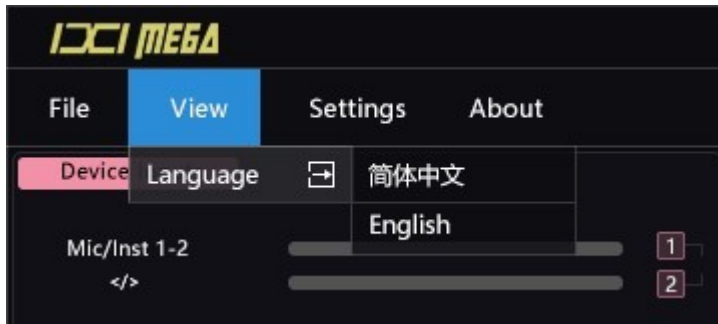 IXI MEGA
File View Settings About
Device
Language 简体中文
English
Mic/Inst 1-2
</>
1
2